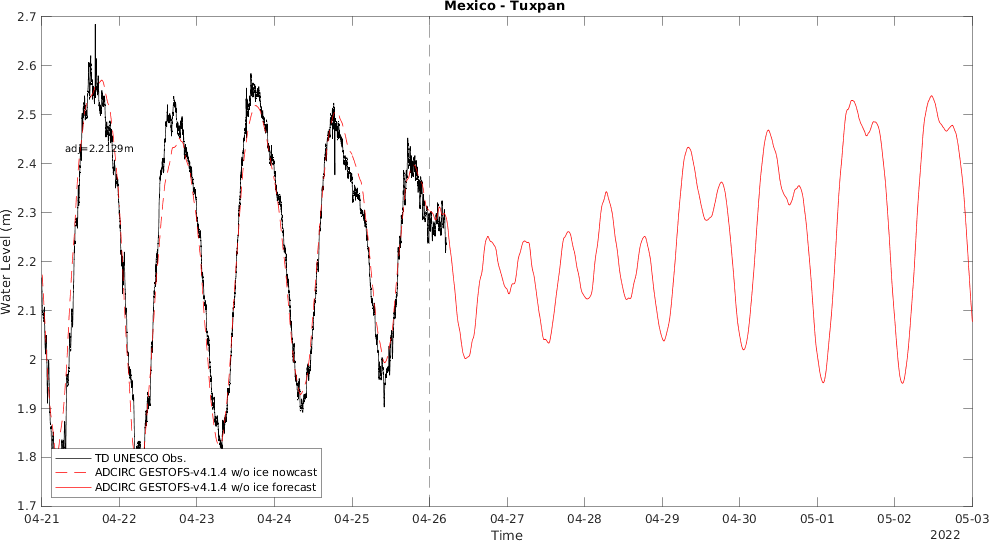 Mexico - Tuxpan
2.7
2.6
2.5
2.4
2.3
2.2
2.1
2
1.9
1.8
1.7
Water Level (m)
adj=2.2129m
TD UNESCO Obs.
ADCIRC GESTOFS-v4.1.4 w/o ice nowcast
ADCIRC GESTOFS-v4.1.4 w/o ice forecast
04-21 04-22 04-23 04-24 04-25 04-26 04-27 04-28 04-29 04-30 05-01 05-02 05-03
Time
2022